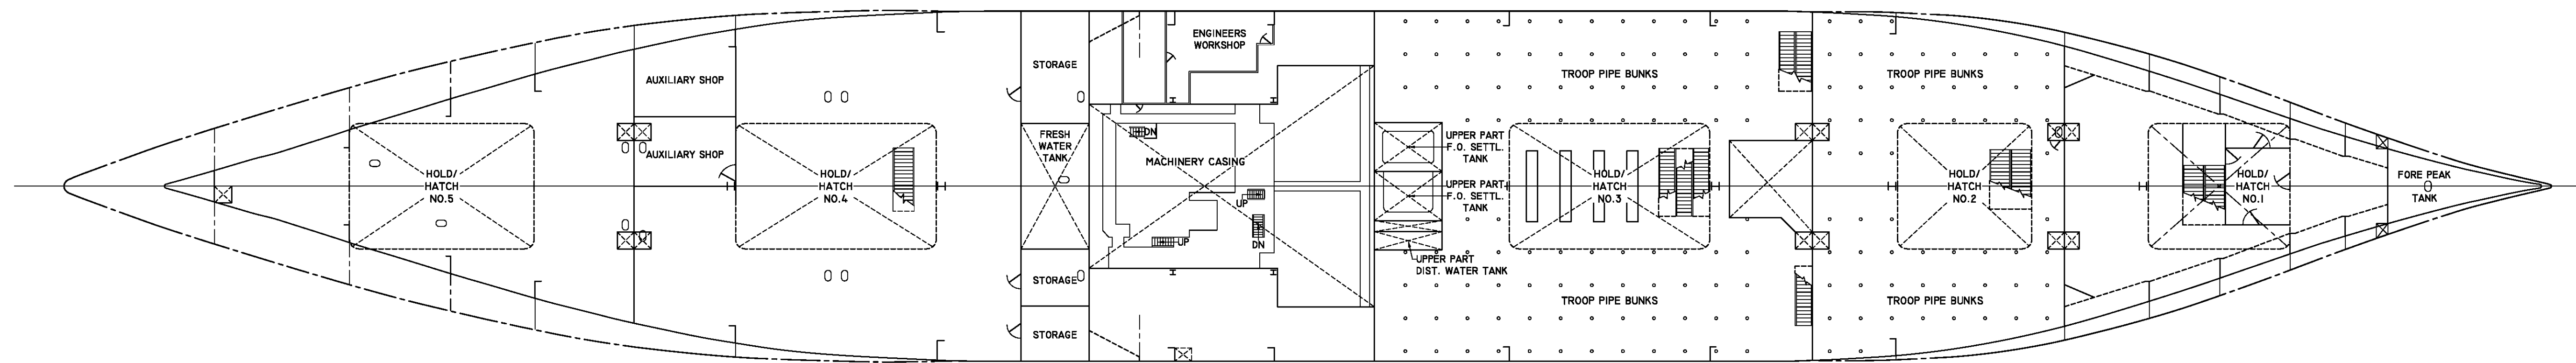 HOLD/
HATCH
NO.5
AUXILIARY SHOP
AUXILIARY SHOP
HOLD/
HATCH
NO.4
STORAGE
FRESH
WATER
TANK
STORAGE
STORAGE
ENGINEERS
WORKSHOP
DN
MACHINERY CASING
UP
UP
DN
UPPER PART
F.O. SETTL.
TANK
UPPER PART
F.O. SETTL.
TANK
UPPER PART
DIST. WATER TANK
TROOP PIPE BUNKS
HOLD/
HATCH
NO.3
TROOP PIPE BUNKS
TROOP PIPE BUNKS
HOLD/
HATCH
NO.2
TROOP PIPE BUNKS
HOLD/
HATCH
NO.1
FORE PEAK
TANK